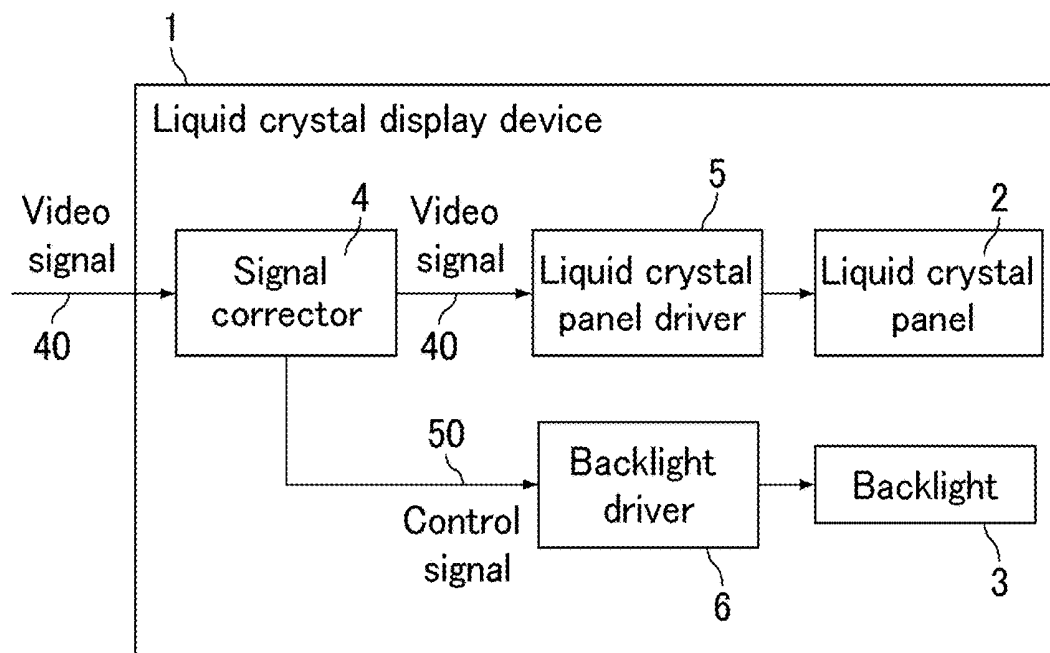 1
Liquid crystal display device
Video
signal
40
4
Signal
corrector
Video
signal
40
5
Liquid crystal
panel driver
2
Liquid crystal
panel
50
Control
signal
Backlight
driver
6
Backlight
3